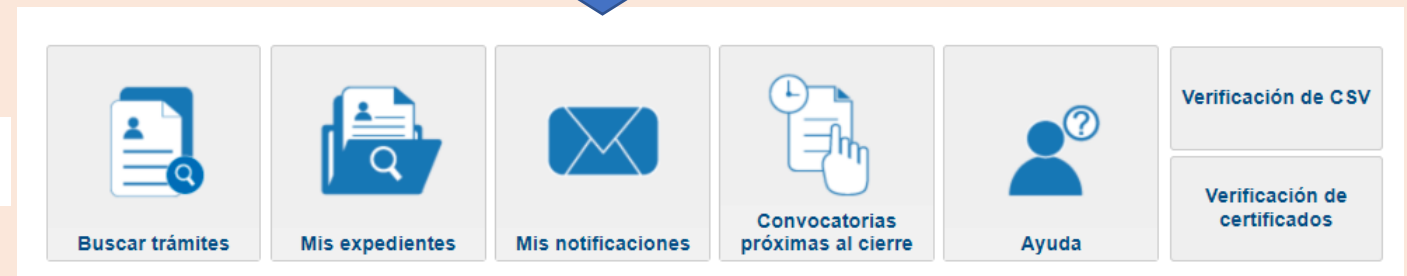 Buscar trámites
Mis expedientes
Mis notificaciones
Convocatorias
próximas al cierre
Ayuda
Verificación de CSV
Verificación de
certificados